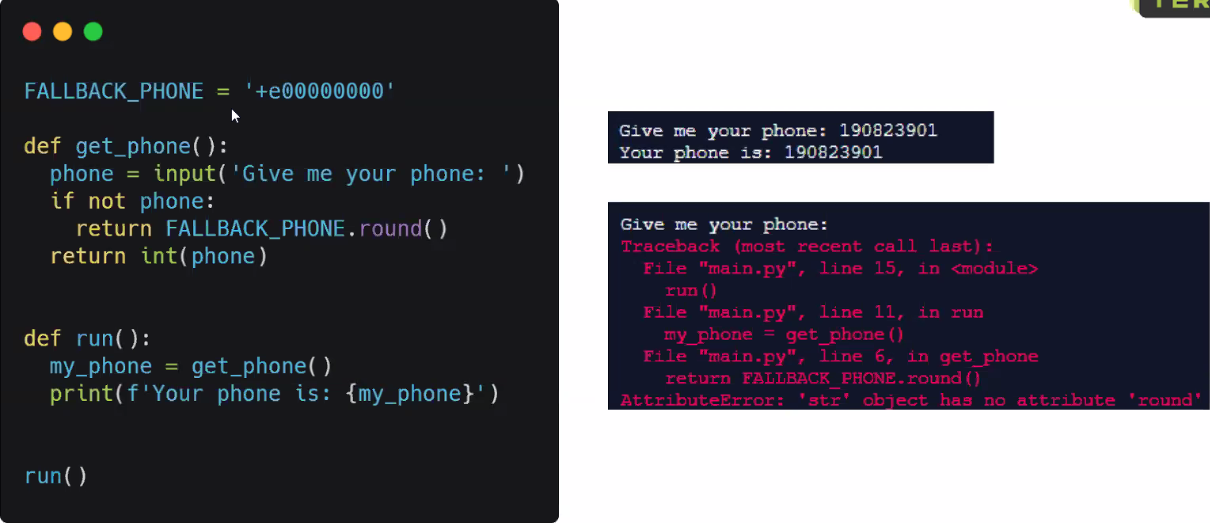 FALLBACK_PHONE = '+e00000000'
def get_phone():
  phone = input('Give me your phone: ')
  if not phone:
    return FALLBACK_PHONE.round()
  return int(phone)
def run():
  my_phone = get_phone()
  print(f'Your phone is: {my_phone}')
run()
Give me your phone: 190823901
Your phone is: 190823901
Give me your phone:
Traceback (most recent call last):
  File "main.py", line 15, in <module>
    run()
  File "main.py", line 11, in run
    my_phone = get_phone()
  File "main.py", line 6, in get_phone
    return FALLBACK_PHONE.round()
AttributeError: 'str' object has no attribute 'round'